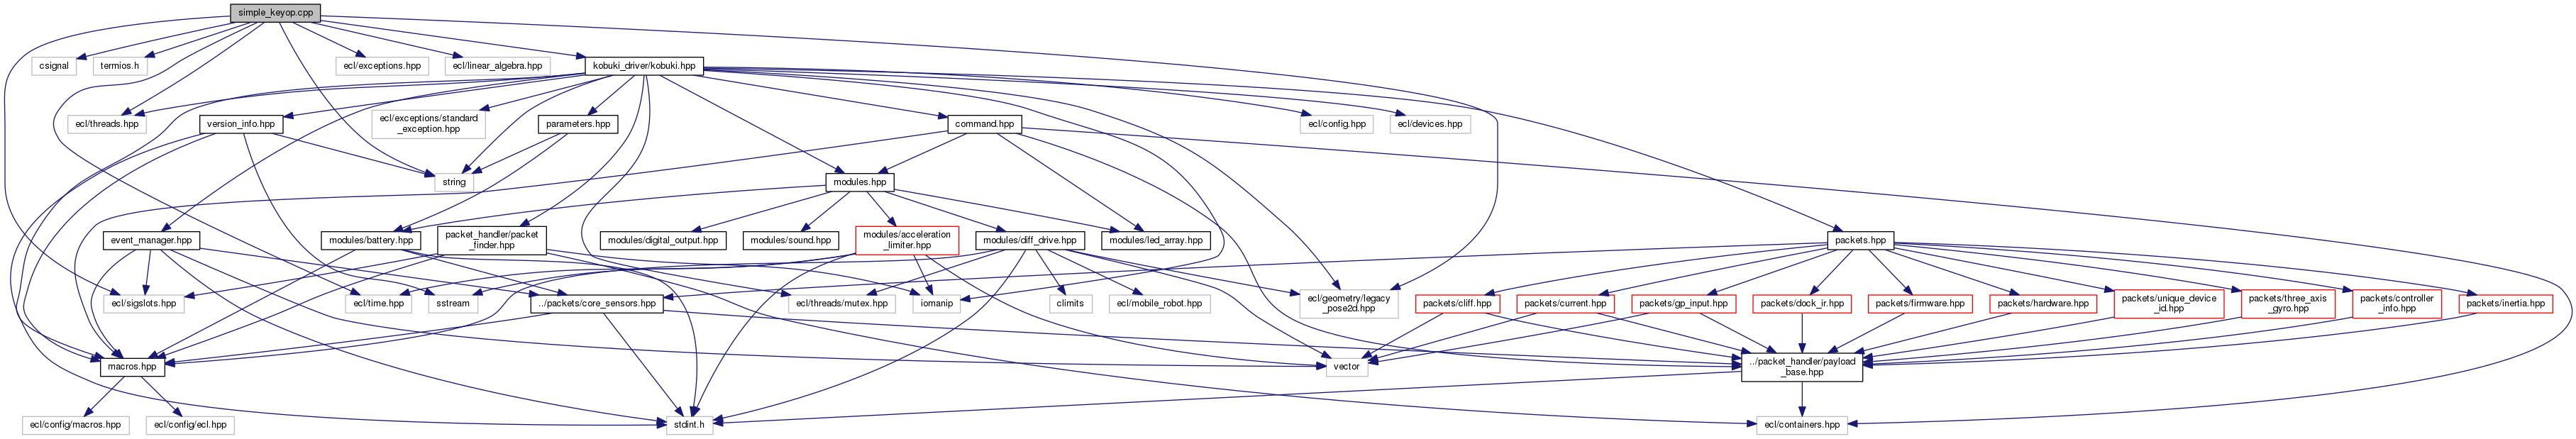 simple_keyop.cpp
csignal
termios.h
ecl/exceptions.hpp
ecl/linear_algebra.hpp
kobuki_driver/kobuki.hpp
ecl/threads.hpp
version_info.hpp
ecl/exceptions/standard
_exception.hpp
parameters.hpp
command.hpp
ecl/config.hpp
ecl/devices.hpp
string
modules.hpp
event_manager.hpp
modules/battery.hpp
packet_handler/packet
_finder.hpp
modules/digital_output.hpp
modules/sound.hpp
modules/acceleration
_limiter.hpp
modules/diff_drive.hpp
modules/led_array.hpp
packets.hpp
ecl/sigslots.hpp
ecl/time.hpp
sstream
../packets/core_sensors.hpp
ecl/threads/mutex.hpp
iomanip
climits
ecl/mobile_robot.hpp
ecl/geometry/legacy
_pose2d.hpp
packets/cliff.hpp
packets/current.hpp
packets/gp_input.hpp
packets/dock_ir.hpp
packets/firmware.hpp
packets/hardware.hpp
packets/unique_device
_id.hpp
packets/three_axis
_gyro.hpp
packets/controller
_info.hpp
packets/inertia.hpp
macros.hpp
vector
../packet_handler/payload
_base.hpp
ecl/config/macros.hpp
ecl/config/ecl.hpp
stdint.h
ecl/containers.hpp